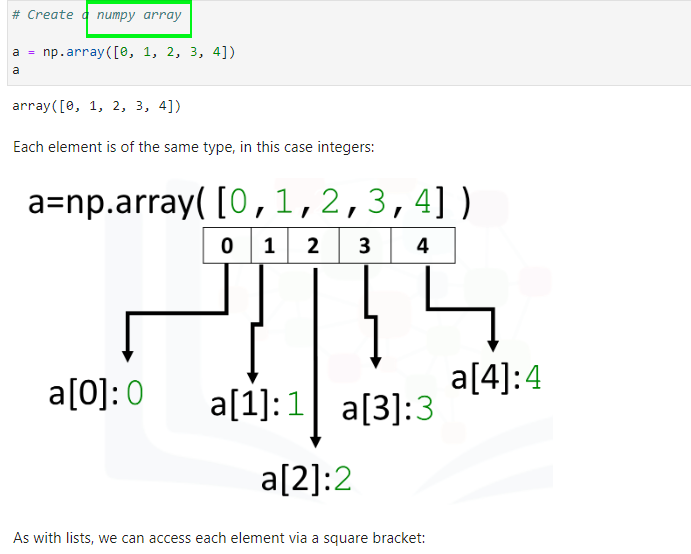 # Create a numpy array
a = np.array([0, 1, 2, 3, 4])
a
array([0, 1, 2, 3, 4])
Each element is of the same type, in this case integers:
a=np.array( [0,1,2,3,4] )
0 1 2 3 4
a[0]:0 a[1]:1 a[3]:3 a[4]:4
a[2]:2
As with lists, we can access each element via a square bracket: